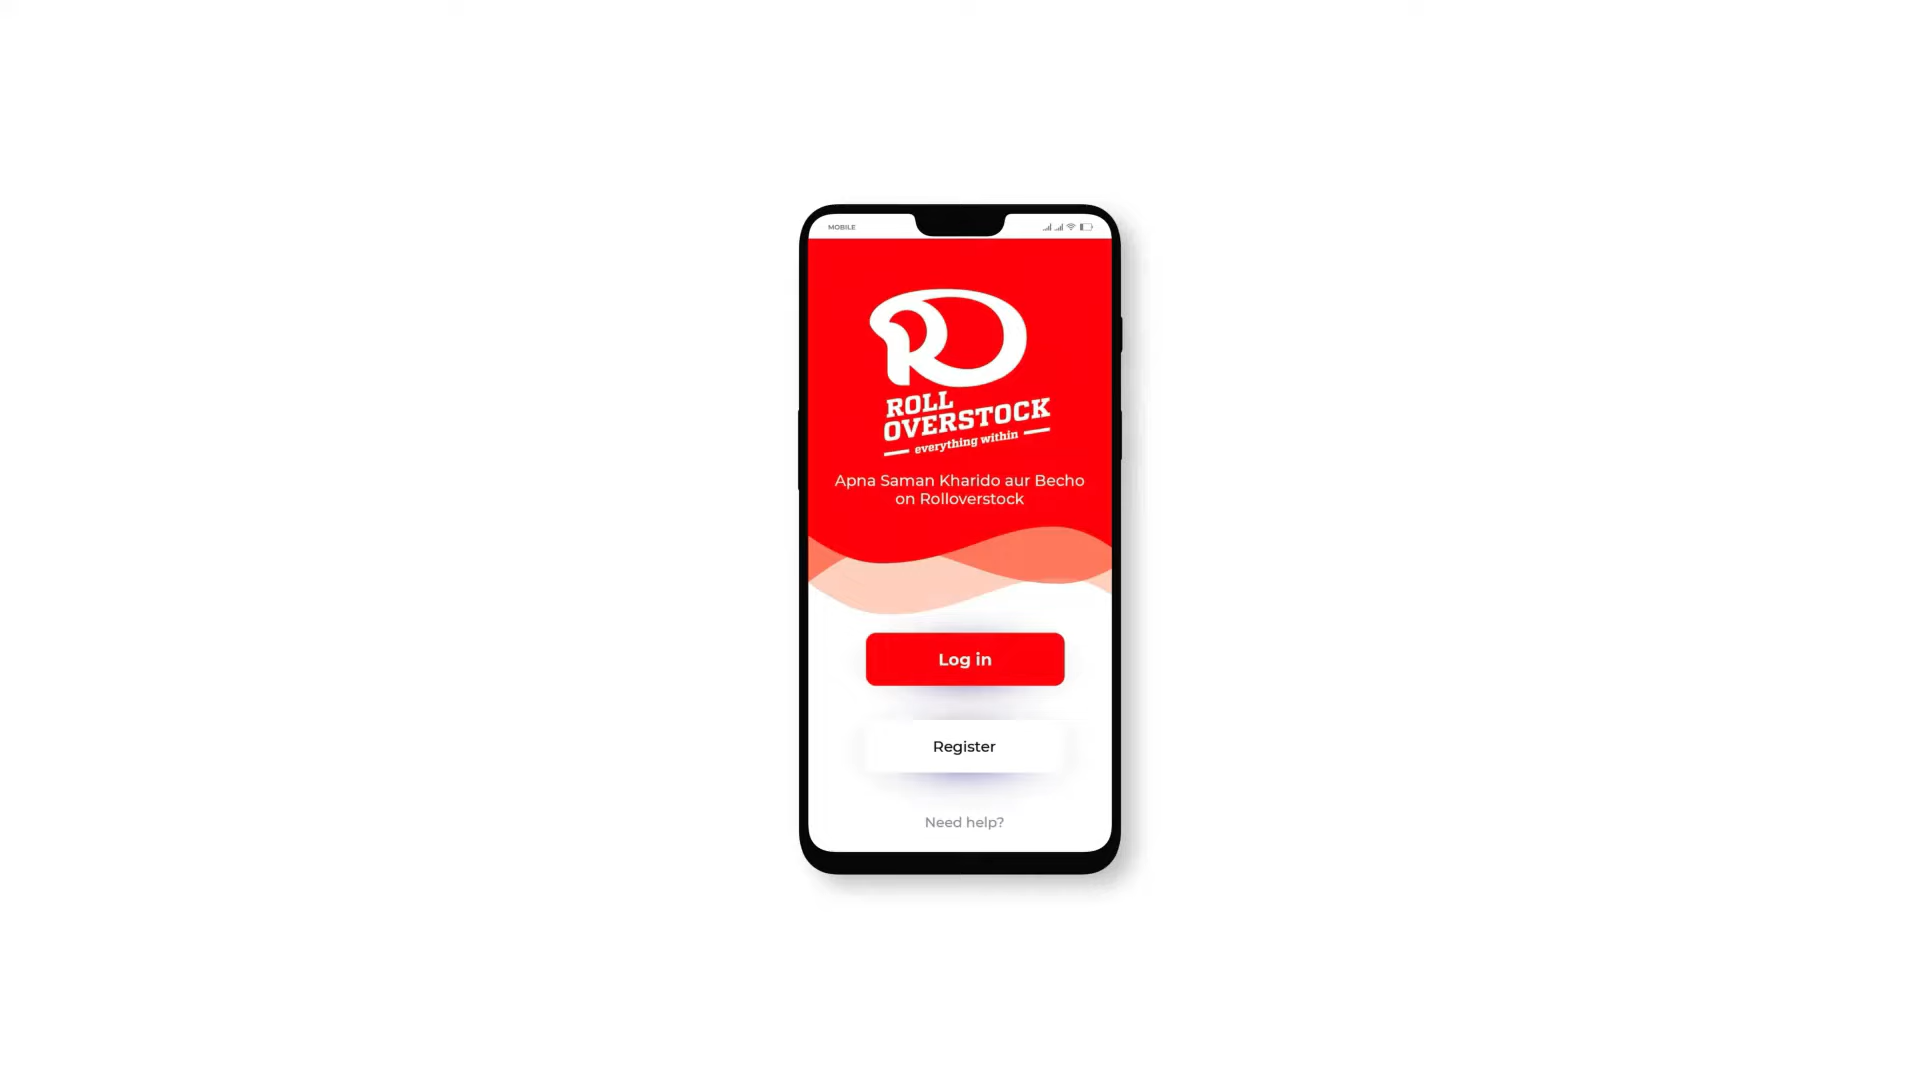 MOBILE
ROLL
OVERSTOCK
everything within
Apna Saman Kharido aur Becho
on Rolloverstock
Log in
Register
Need help?